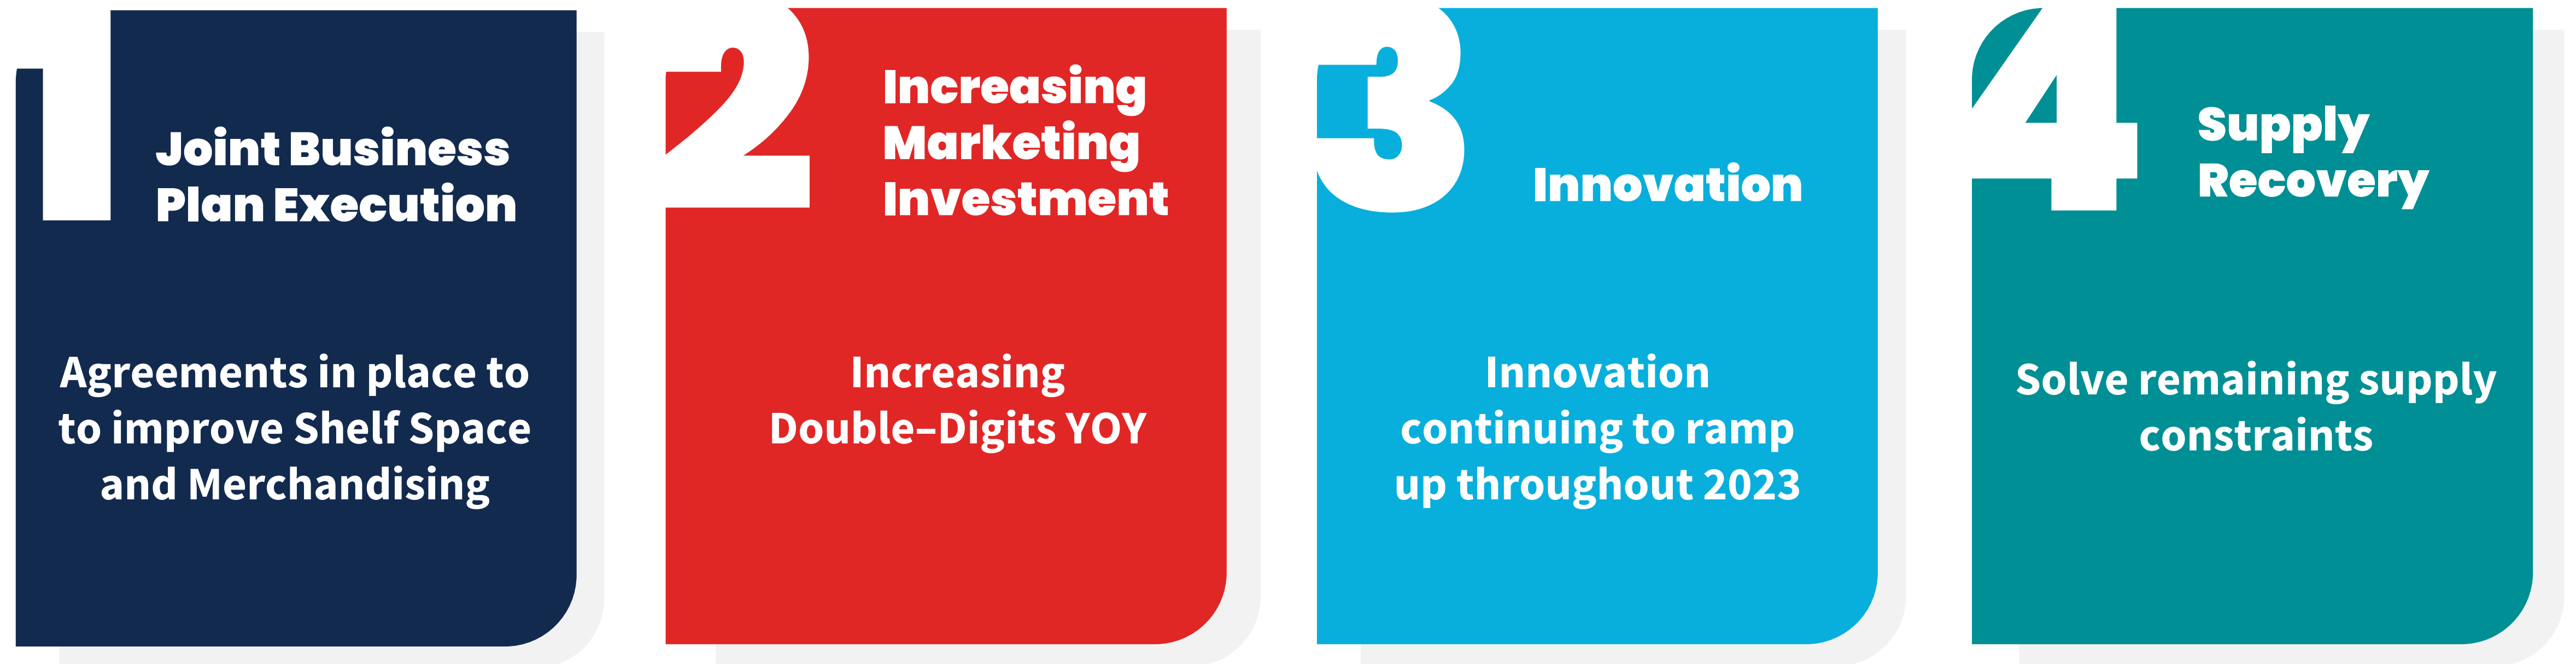 1
Joint Business
Plan Execution
Agreements in place to
to improve Shelf Space
and Merchandising
2
Increasing
Marketing
Investment
Increasing
Double–Digits YOY
3
Innovation
Innovation
continuing to ramp
up throughout 2023
4
Supply
Recovery
Solve remaining supply
constraints